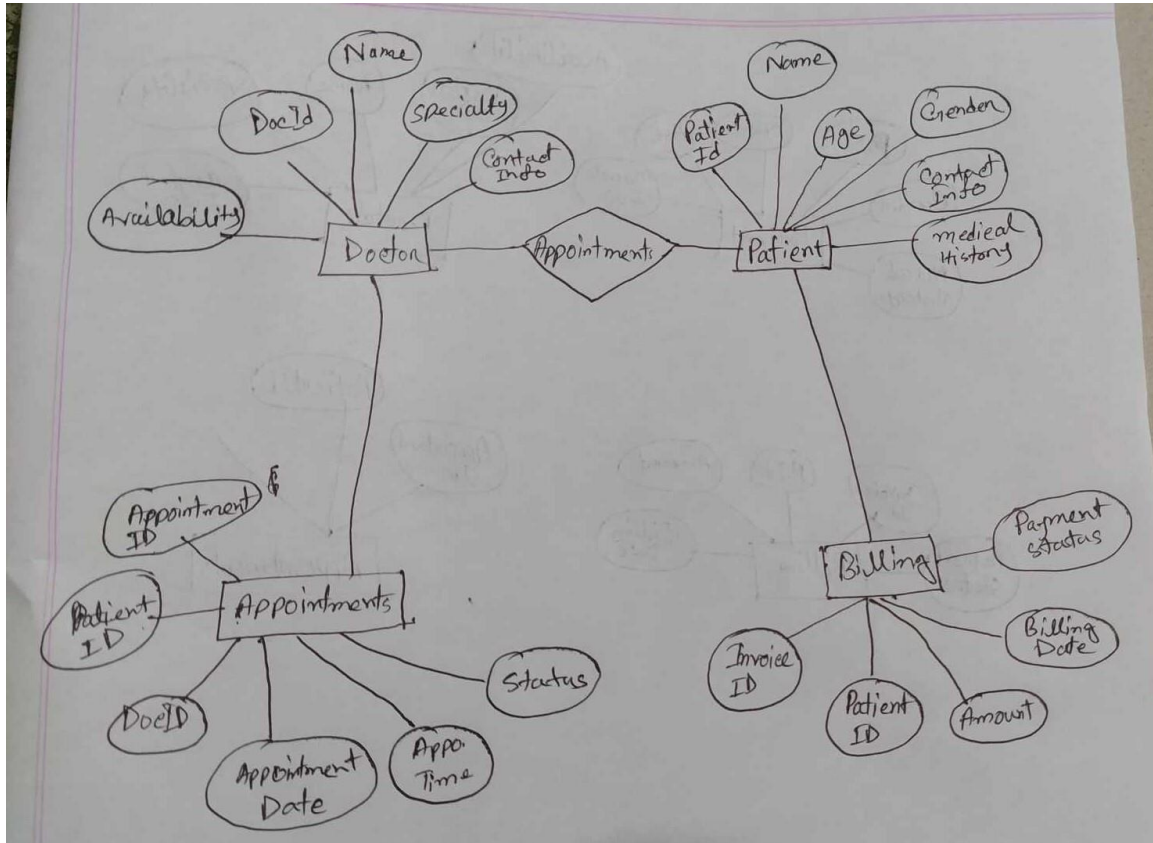 Name
DocId
Specialty
Contact
Info
Availability
Doctor
Appointments
Name
Patient
Id
Age
Gender
Contact
Info
medical
History
Patient
Appointment
ID
Patient
ID
DocID
Appointment
Date
Appo.
Time
Status
Appointments
Billing
Payment
Status
Billing
Date
Amount
Patient
ID
Invoice
ID